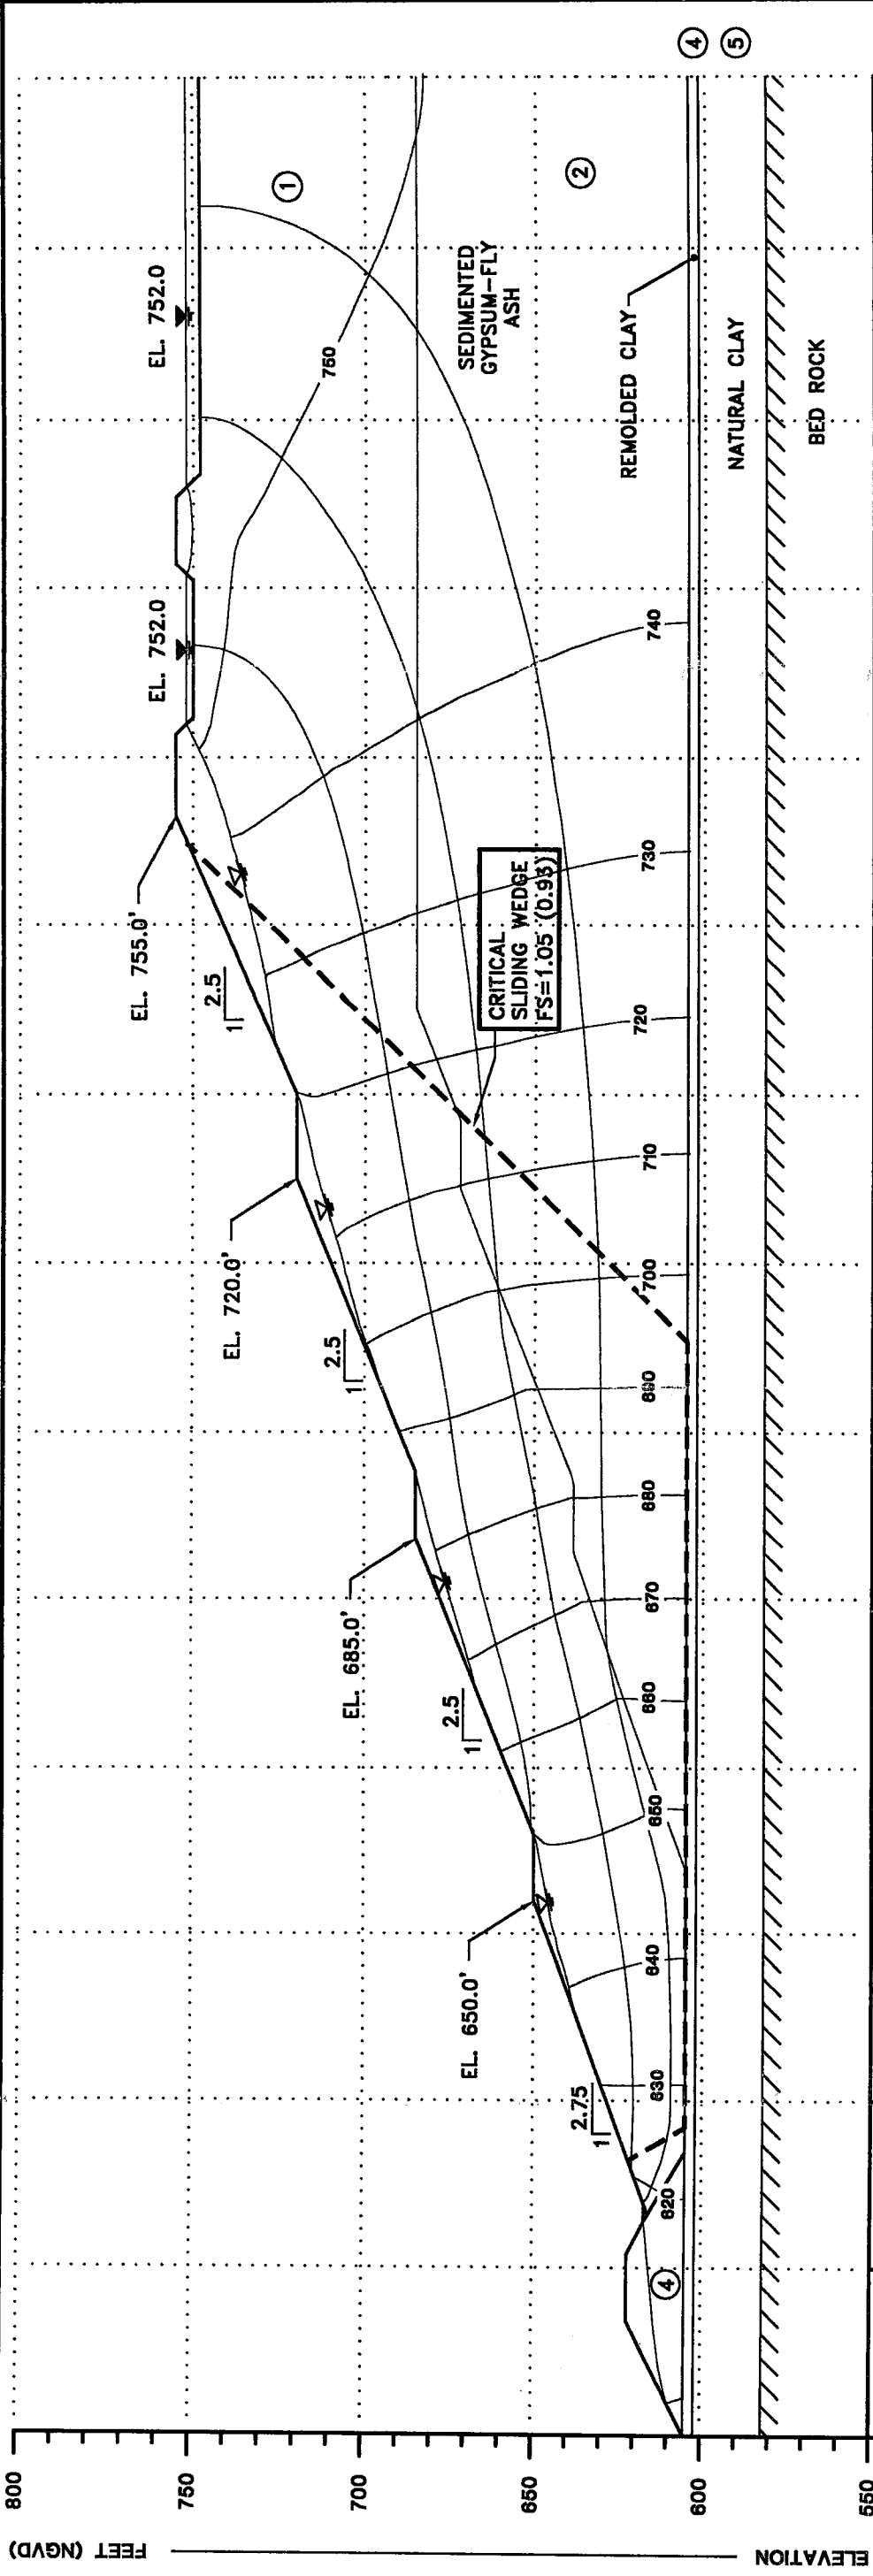 ELEVATION FEET (NGVD)
800
750
700
650
600
550
EL. 650.0'
EL. 685.0'
EL. 720.0'
EL. 755.0'
EL. 752.0
EL. 752.0
2.75
1
2.5
1
2.5
1
2.5
1
CRITICAL
SLIDING WEDGE
FS=1.05 (0.93)
620
630
640
650
660
670
680
690
700
710
720
730
740
750
SEDIMENTED
GYPSUM-FLY
ASH
REMOLDED CLAY
NATURAL CLAY
BED ROCK
1
2
4
4
5